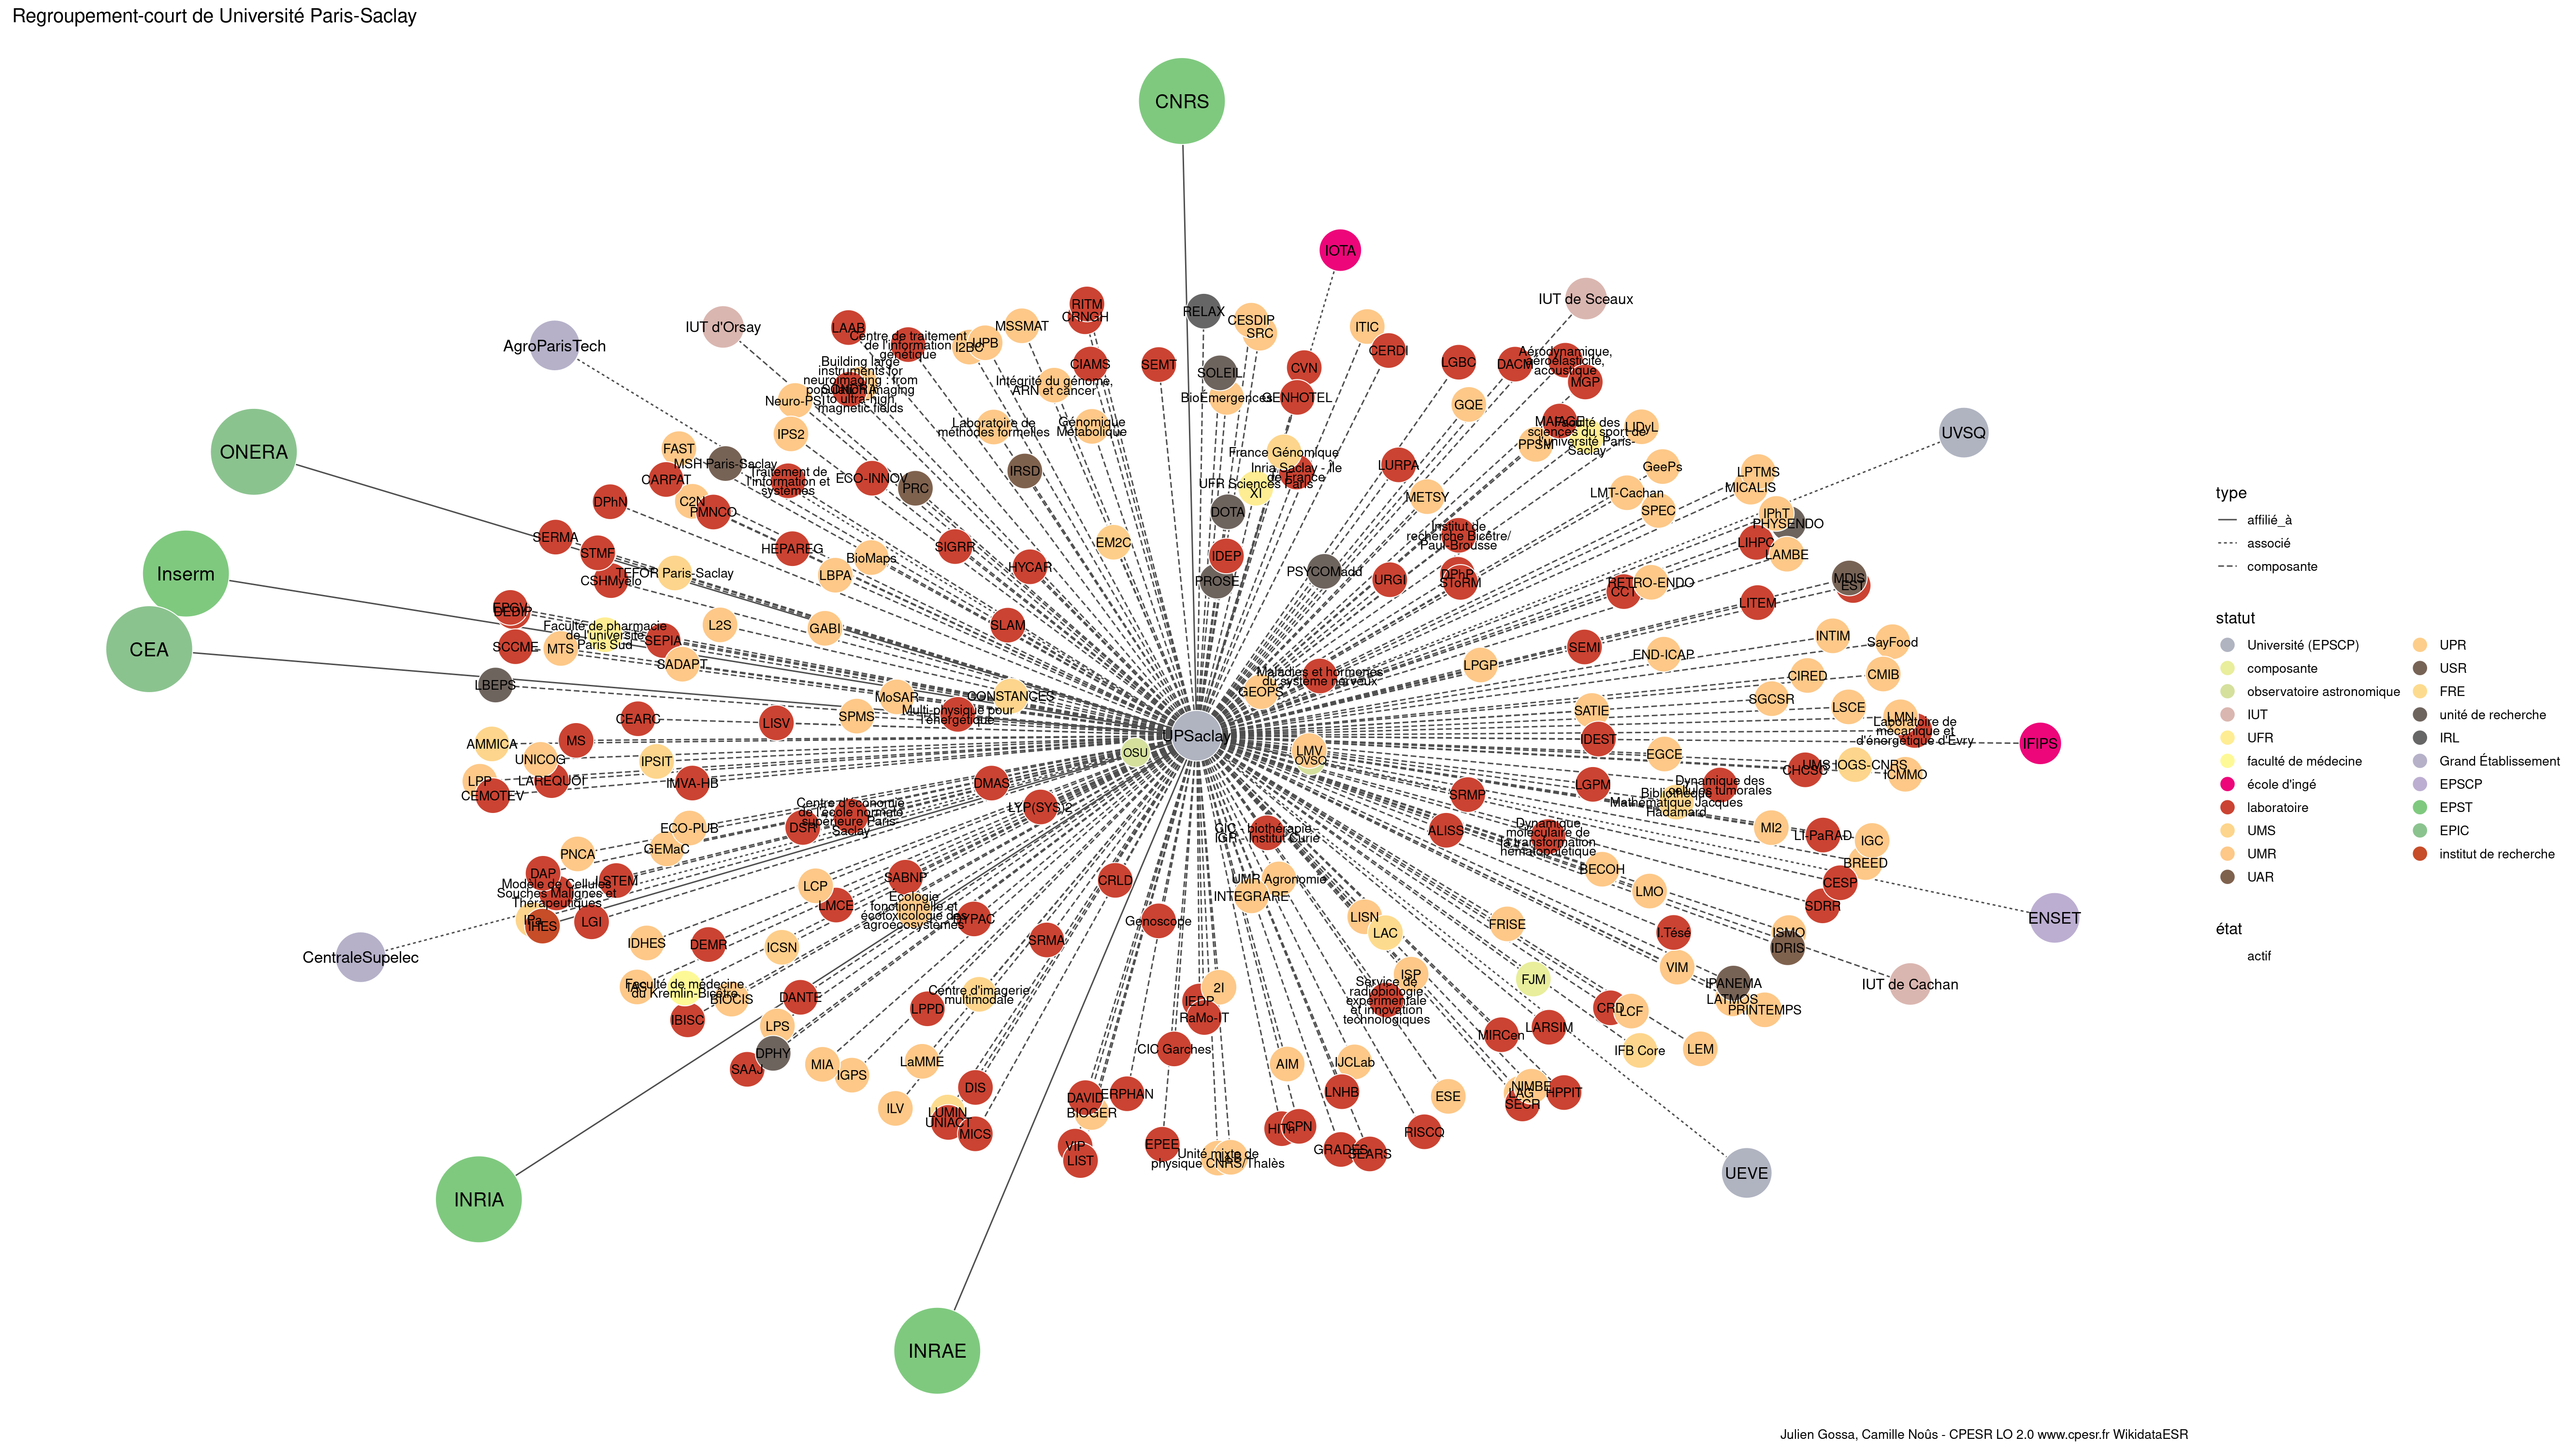 Regroupement-court de Université Paris-Saclay
CNRS
IOTA
IUT de Sceaux
RITM
CRNGH
RELAX
CESDIP
SRC
ITIC
IUT d'Orsay
LAAB
MSSMAT
AgroParisTech
Centre de traitement
de l'information
génétique
I2BC
UPB
CIAMS
SEMT
SOLEIL
CVN
CERDI
LGBC
DACM
Aérodynamique,
aéroélasticité,
acoustique
MGP
Building large
instruments for
neuroimaging : from
population imaging
to ultra-high
magnetic fields
SONDRA
Neuro-PSI
Intégrité du génome,
ARN et cancer
BioEmergences
GENHOTEL
GQE
IPS2
Laboratoire de
méthodes formelles
Génomique
Métabolique
MAIAGE
Faculté des
sciences du sport de
l'université Paris-
Saclay
LIDyL
PPSM
UVSQ
ONERA
FAST
MSH Paris-Saclay
Traitement de
l'information et
systèmes
ECO-INNOV
PRC
IRSD
France Génomique
Inria Saclay - Île
de France
UFR Sciences Paris
XI
LURPA
METSY
GeePs
LMT-Cachan
SPEC
LPTMS
MICALIS
CARPAT
C2N
PMNCO
DPhN
DOTA
IPhT
PHYSENDO
SERMA
STMF
CSHMyelo
HEPAREG
BioMaps
LBPA
SIGRR
HYCAR
EM2C
IDEP
PROSE
PSYCOMadd
URGI
Institut de
recherche Bicêtre/
Paul-Brousse
DPhP
SToRM
LIHPC
LAMBE
RETRO-ENDO
CCT
MDIS
EST
LITEM
Inserm
TEFOR Paris-Saclay
CEA
EPGV
Faculté de pharmacie
de l'université
Paris Sud
SCCME
MTS
SEPIA
SADAPT
L2S
GABI
SLAM
SEMI
END-ICAP
INTIM
SayFood
LPGP
CIRED
CMIB
LBEPS
MoSAR
CONSTANCES
GEOPS
Maladies et hormones
du système nerveux
CEARC
LISV
SPMS
Multi-physique pour
l'énergétique
SATIE
SGCSR
LSCE
LMN
Laboratoire de
mécanique et
d'énergétique d'Evry
IFIPS
UPSaclay
OSU
LMV
OVSQ
IDEST
EGCE
AMMICA
MS
UNICOG
LPP
CEMOTEV
LAREQUOI
IPSIT
IMVA-HB
DMAS
LYP(SYS)2
SRMP
LGPM
CHCSC
UMS IOGS-CNRS
ICMMO
Dynamique des
cellules tumorales
Bibliothèque
Mathématique Jacques
Hadamard
ECO-PUB
DSR
Centre d'économie
de l'école normale
supérieure Paris-
Saclay
CIC - biothérapie -
IGR - Institut Curie
ALISS
Dynamique
moléculaire de
la transformation
hématopoïétique
MI2
LI-PaRAD
IGC
BREED
PNCA
GEMaC
BECOH
CESP
DAP
LSTEM
Modèle de Cellules
Souches Malignes et
Thérapeutiques
IPa
IHES
LGI
LCP
LMCE
SABNP
Ecologie
fonctionnelle et
écotoxicologie des
agroécosystèmes
DYPAC
CRLD
UMR Agronomie
INTEGRARE
LMO
SDRR
ENSET
CentraleSupelec
IDHES
DEMR
ICSN
SRMA
Genoscope
LISN
LAC
FRISE
I.Tésé
ISMO
IDRIS
IAS
Faculté de médecine
du Kremlin-Bicêtre
BIOCIS
IBISC
DANTE
LPS
DPHY
SAAJ
LPPD
Centre d'imagerie
multimodale
IEDP
2I
RaMo-IT
ISP
Service de
radiobiologie
expérimentale
et innovation
technologiques
FJM
VIM
IPANEMA
LATMOS
PRINTEMPS
IUT de Cachan
CRD
LCF
MIRCen
LARSIM
IFB Core
LEM
MIA
IGPS
LaMME
CIC Garches
AIM
IJCLab
ILV
DIS
LUMIN
UNIACT
MICS
DAVID
BIOGER
ERPHAN
LNHB
ESE
NIMBE
LAG
SECR
HPPIT
VIP
LIST
EPEE
Unité mixte de
physique CNRS/Thalès
HITh
GPN
GRADES
SEARS
RISCQ
UEVE
INRIA
INRAE
type
affilié_à
associé
composante
statut
Université (EPSCP)
composante
observatoire astronomique
IUT
UFR
faculté de médecine
école d'ingé
laboratoire
UMS
UMR
UAR
UPR
USR
FRE
unité de recherche
IRL
Grand Établissement
EPSCP
EPST
EPIC
institut de recherche
état
actif
Julien Gossa, Camille Noûs - CPESR LO 2.0 www.cpesr.fr WikidataESR